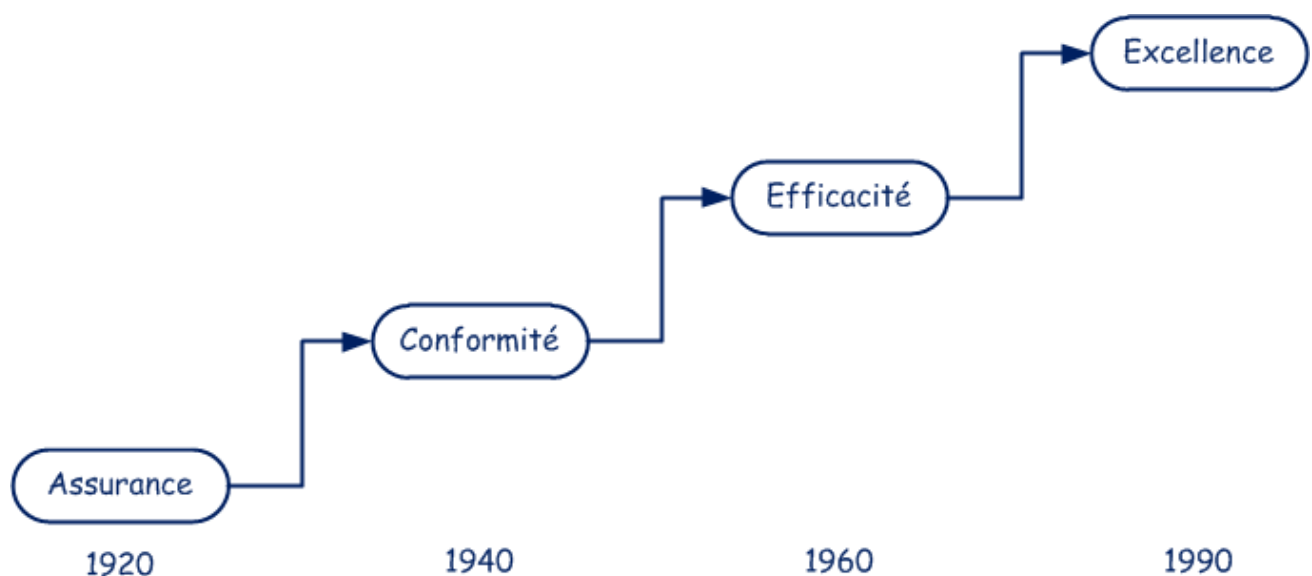 Excellence
Efficacité
Conformité
Assurance
1920 1940 1960 1990